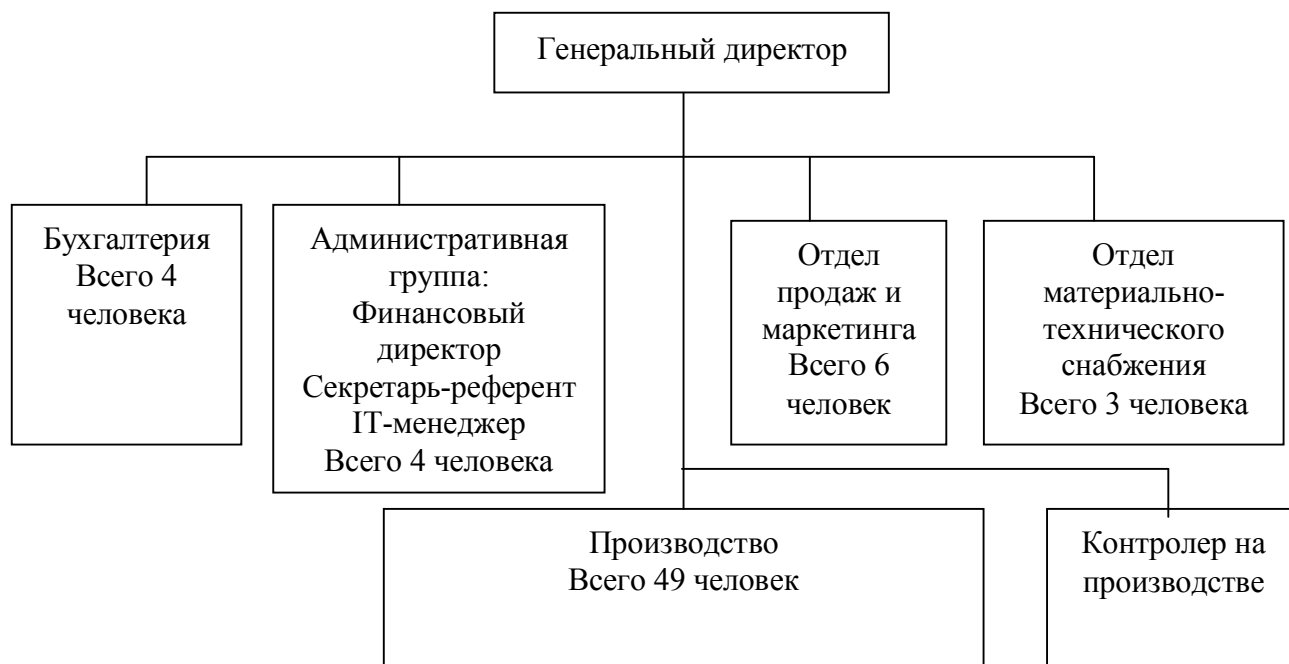 Генеральный директор
Бухгалтерия
Всего 4
человека
Административная
группа:
Финансовый
директор
Секретарь-референт
IT-менеджер
Всего 4 человека
Отдел
продаж и
маркетинга
Всего 6
человек
Отдел
материально-
технического
снабжения
Всего 3 человека
Производство
Всего 49 человек
Контролер на
производстве